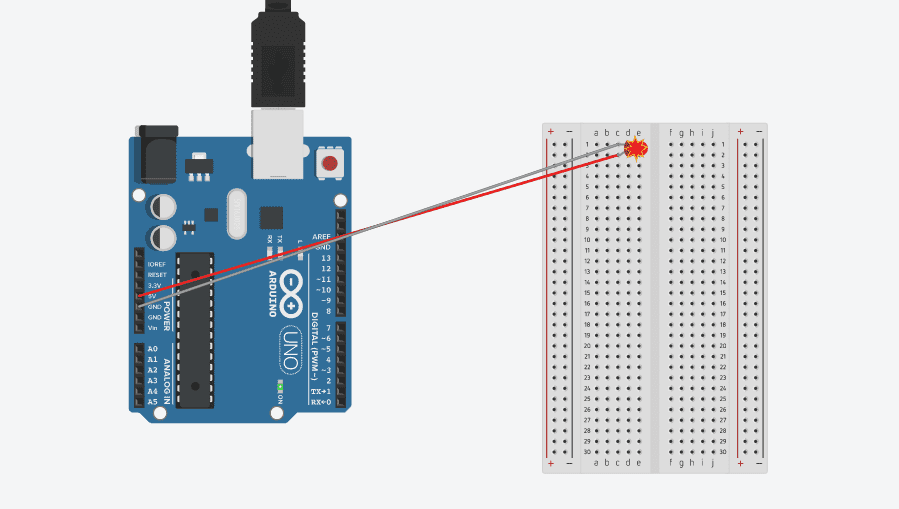 AREF
GND
13
12
~11
~10
~9
8
7
~6
~5
4
~3
2
TX→1
RX←0
DIGITAL (PWM~)
IOREF
RESET
3.3V
5V
GND
GND
Vin
POWER
A0
A1
A2
A3
A4
A5
ANALOG IN
RX
TX
L
ARDUINO
UNO
ON
+ − a b c d e f g h i j + −
1 1
2 2
3 3
4 4
5 5
6 6
7 7
8 8
9 9
10 10
11 11
12 12
13 13
14 14
15 15
16 16
17 17
18 18
19 19
20 20
21 21
22 22
23 23
24 24
25 25
26 26
27 27
28 28
29 29
30 30
+ − a b c d e f g h i j + −